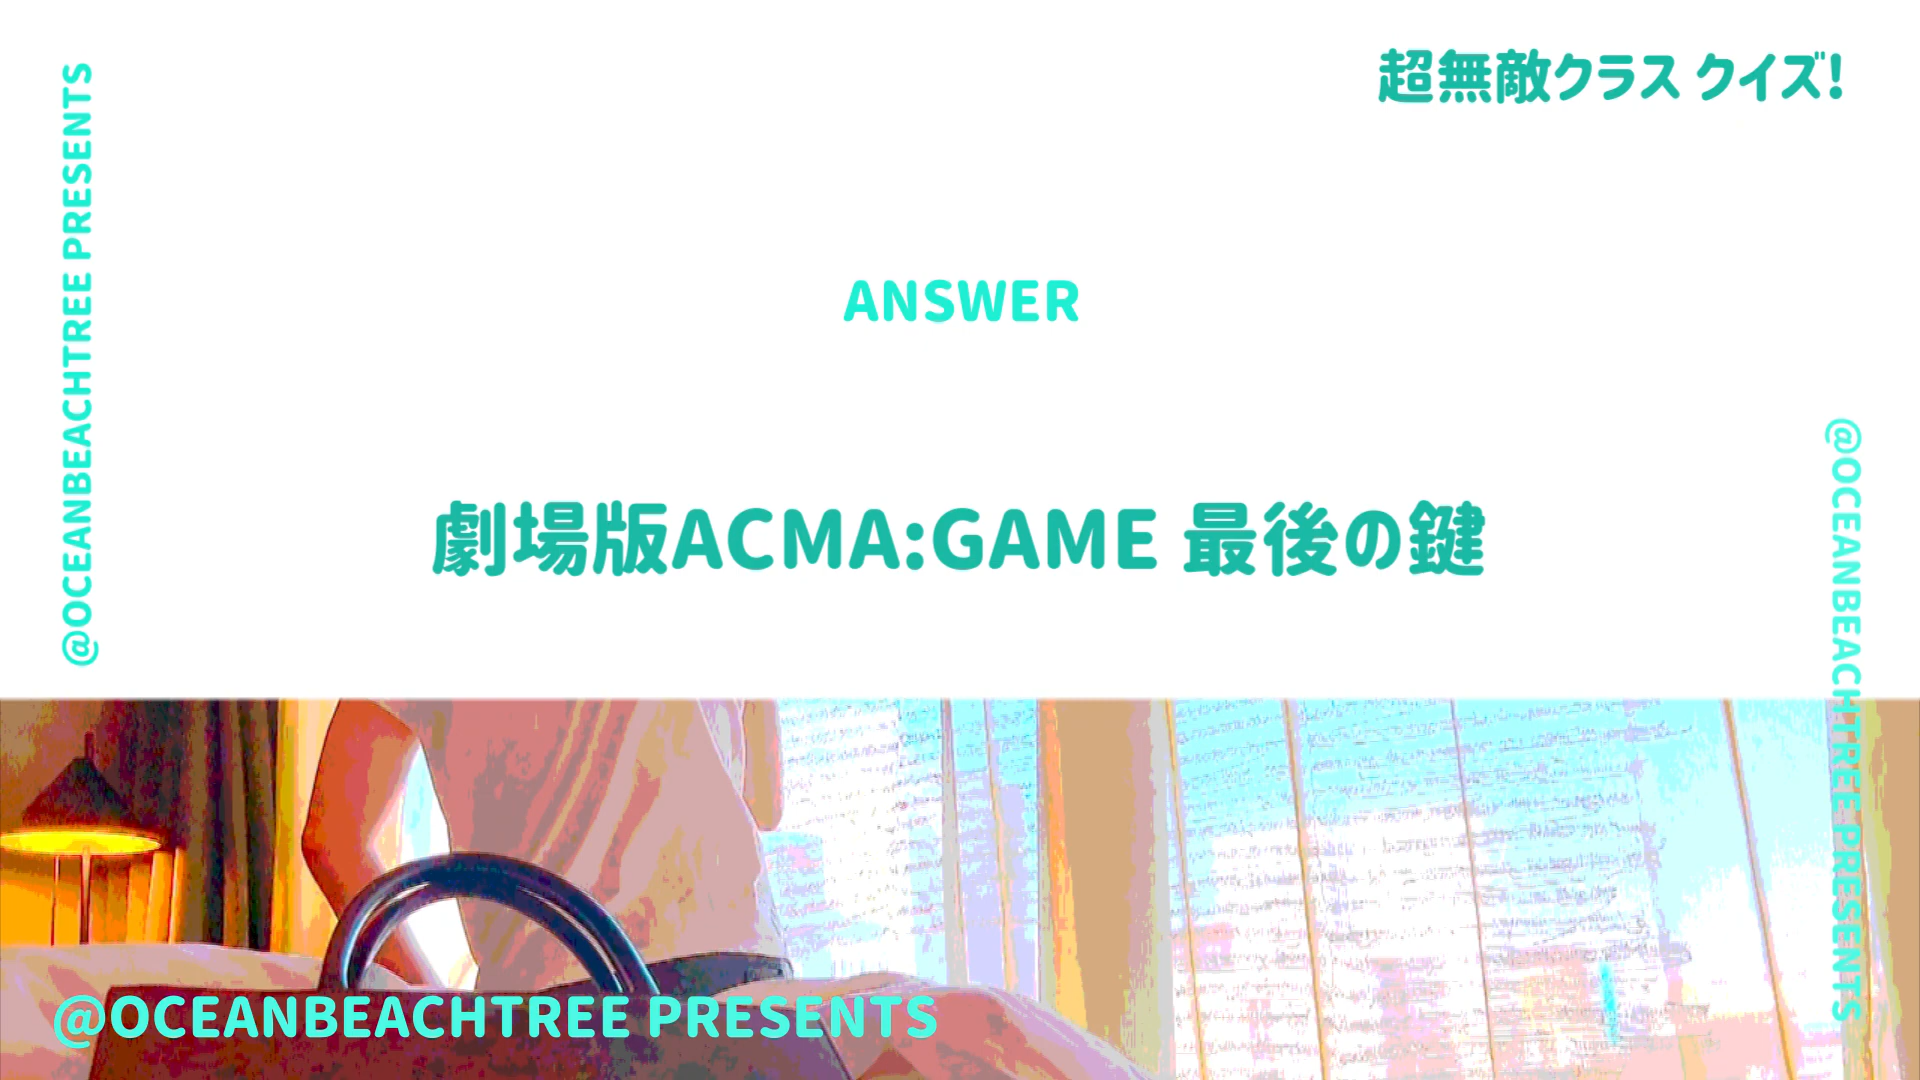 超無敵クラス クイズ!
@OCEANBEACHTREE PRESENTS
ANSWER
劇場版ACMA:GAME 最後の鍵
@OCEANBEACHTREE PRESENTS
@OCEANBEACHTREE PRESENTS